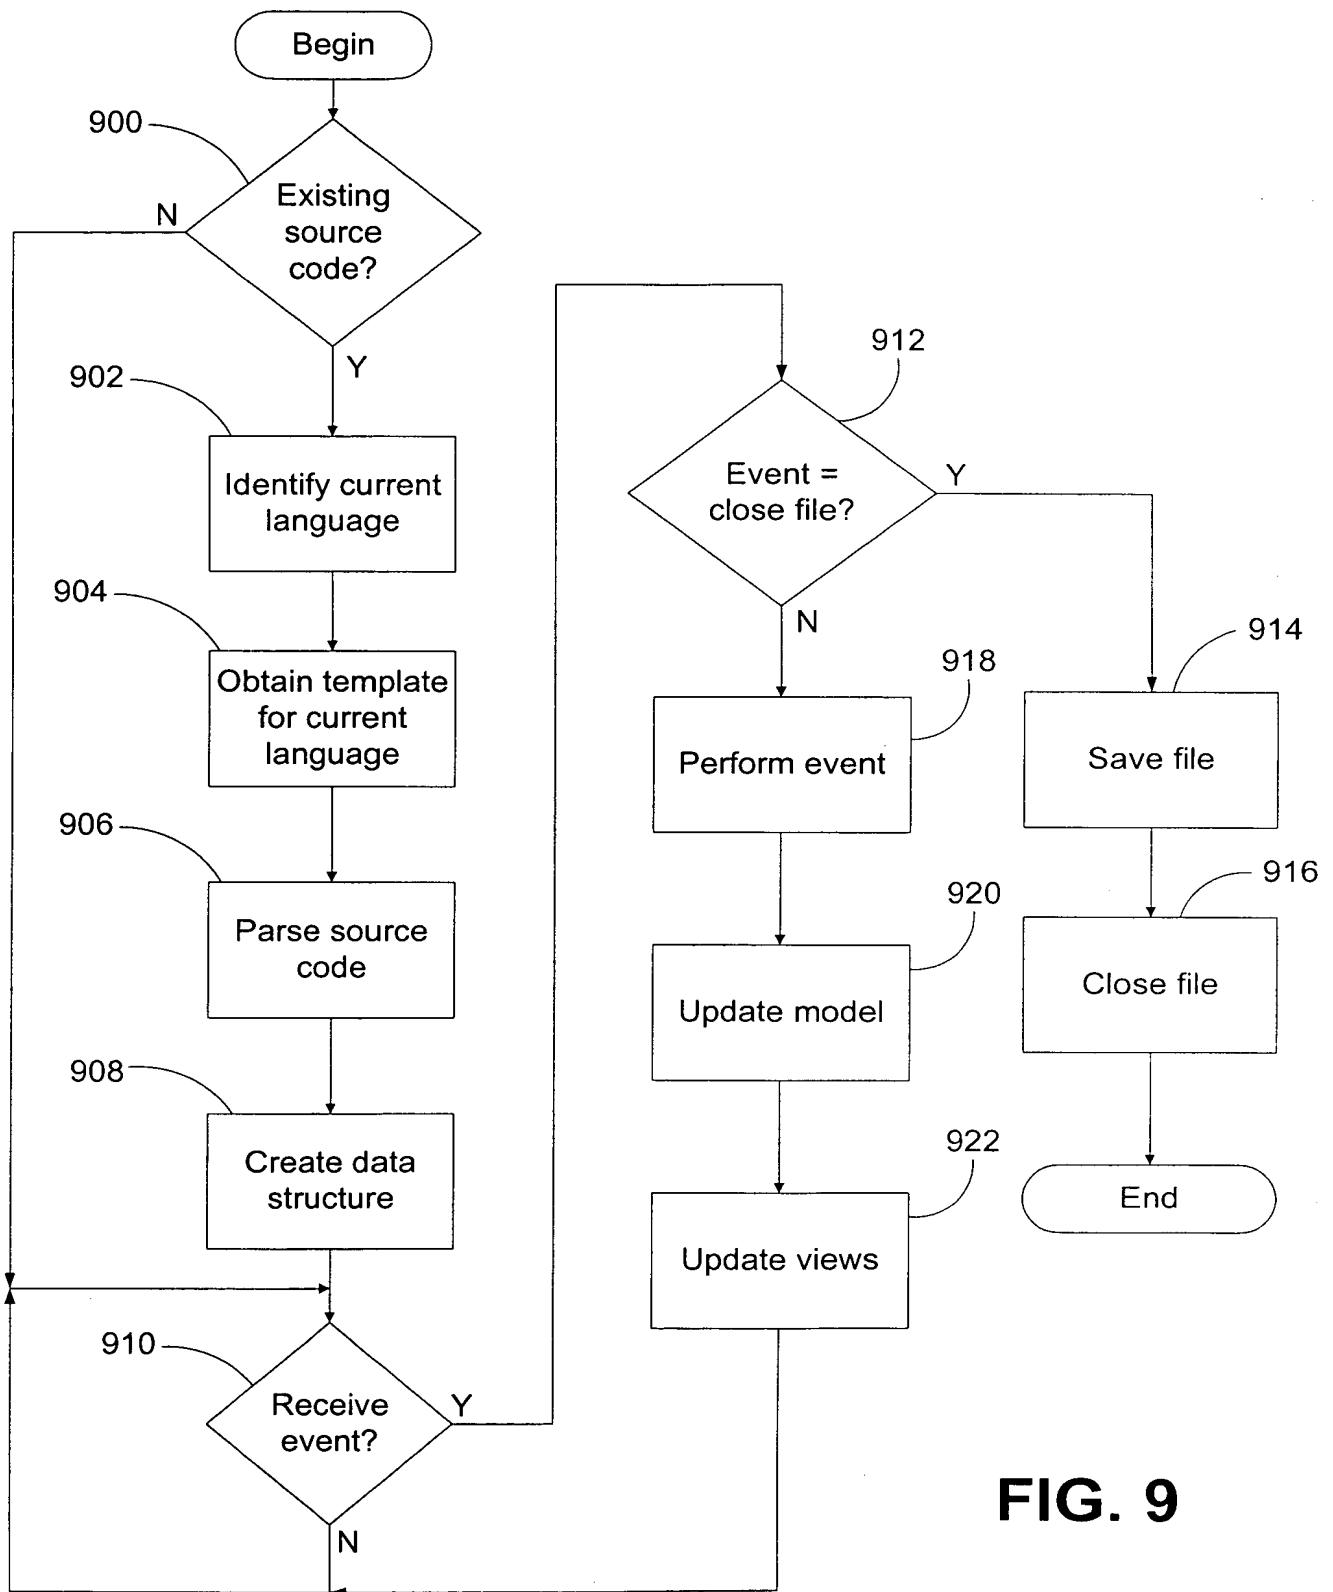 Begin
900
Existing
source
code?
N
Y
902
Identify current
language
904
Obtain template
for current
language
906
Parse source
code
908
Create data
structure
910
Receive
event?
Y
N
912
Event =
close file?
Y
N
914
Save file
916
Close file
End
918
Perform event
920
Update model
922
Update views
FIG. 9